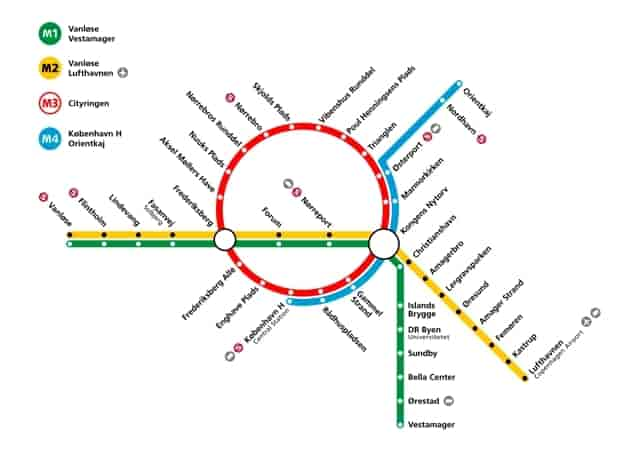 M1
Vanløse
Vestamager
M2
Vanløse
Lufthavnen
M3
Cityringen
M4
København H
Orientkaj
Vanløse
Flintholm
Lindevang
Fasanvej
Solbjerg
Frederiksberg
Aksel Møllers Have
Nuuks Plads
Nørrebros Runddel
Nørrebro
Skjolds Plads
Vibenshus Runddel
Poul Henningsens Plads
Trianglen
Orientkaj
Nordhavn
Østerport
Marmorkirken
Kongens Nytorv
Forum
Nørreport
Christianshavn
Amagerbro
Lergravsparken
Øresund
Amager Strand
Femøren
Kastrup
Lufthavnen
Copenhagen Airport
Frederiksberg Allé
Enghave Plads
København H
Central Station
Rådhuspladsen
Gammel
Strand
Islands
Brygge
DR Byen
Universitetet
Sundby
Bella Center
Ørestad
Vestamager